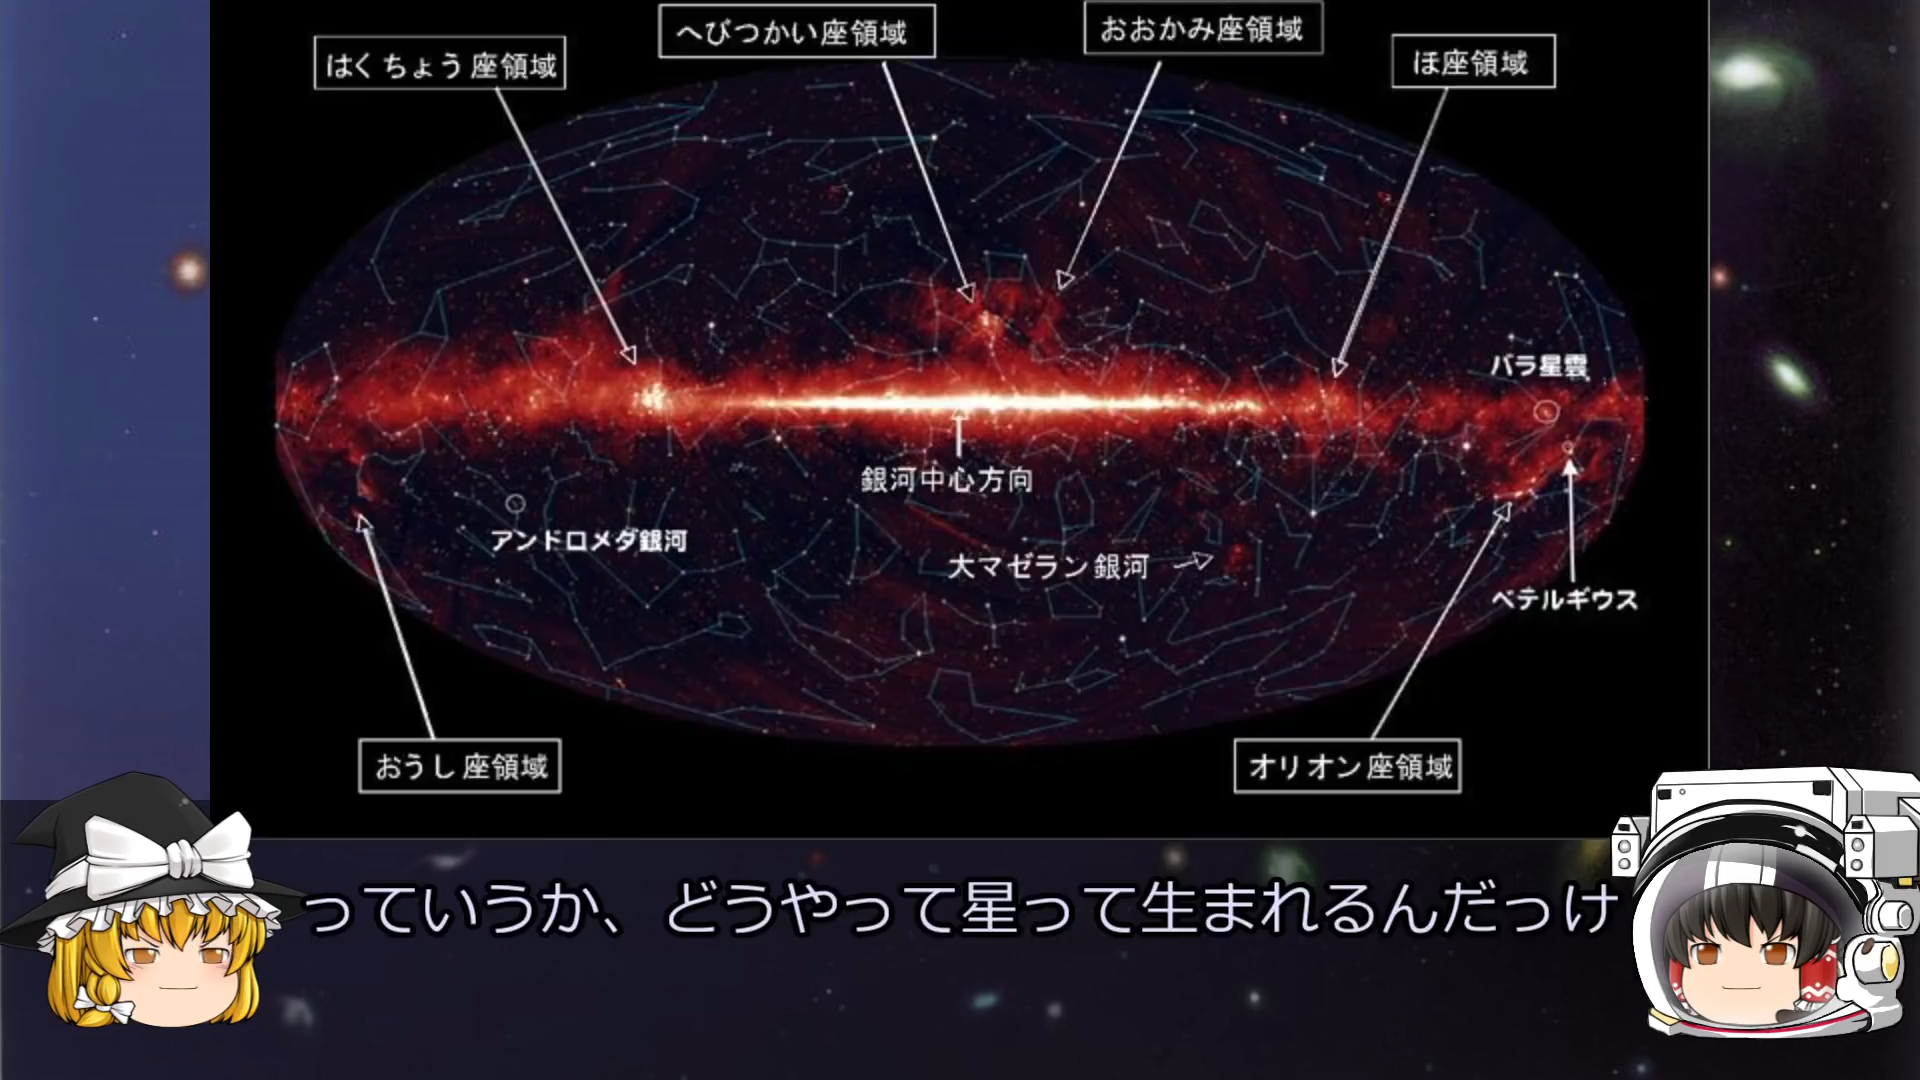 はくちょう座領域
へびつかい座領域
おおかみ座領域
ほ座領域
バラ星雲
銀河中心方向
アンドロメダ銀河
大マゼラン銀河
ベテルギウス
おうし座領域
オリオン座領域
っていうか、どうやって星って生まれるんだっけ